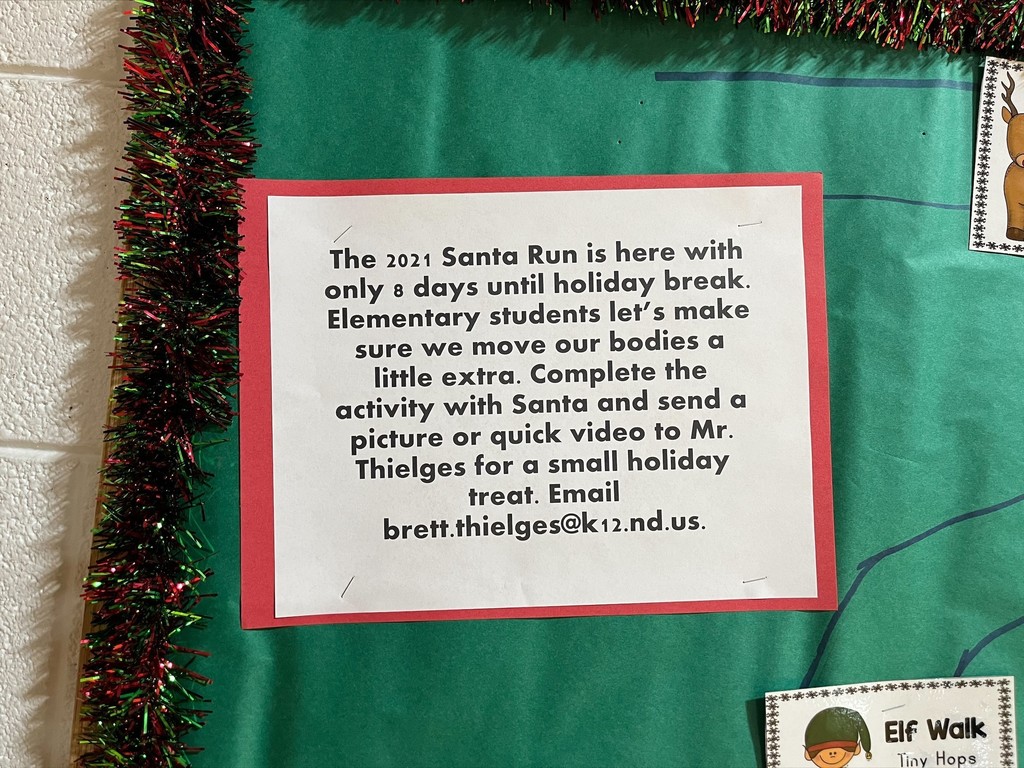 The 2021 Santa Run is here with
only 8 days until holiday break.
Elementary students let's make
sure we move our bodies a
little extra. Complete the
activity with Santa and send a
picture or quick video to Mr.
Thielges for a small holiday
treat. Email
brett.thielges@k12.nd.us.
Elf Walk
Tiny Hops